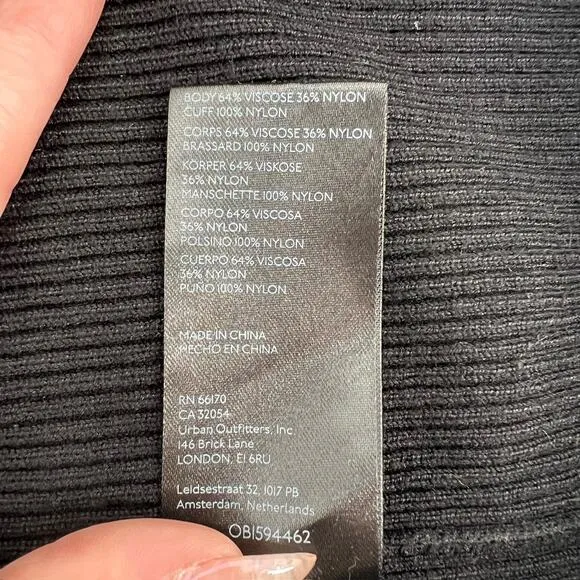 BODY 64% VISCOSE 36% NYLON
CUFF 100% NYLON
CORPS 64% VISCOSE 36% NYLON
BRASSARD 100% NYLON
KÖRPER 64% VISKOSE
36% NYLON
MANSCHETTE 100% NYLON
CORPO 64% VISCOSA
36% NYLON
POLSINO 100% NYLON
CUERPO 64% VISCOSA
36% NYLON
PUÑO 100% NYLON
MADE IN CHINA
HECHO EN CHINA
RN 66170
CA 32054
Urban Outfitters, Inc
146 Brick Lane
LONDON, E1 6RU
Leidsestraat 32, 1017 PB
Amsterdam, Netherlands
OB1594462